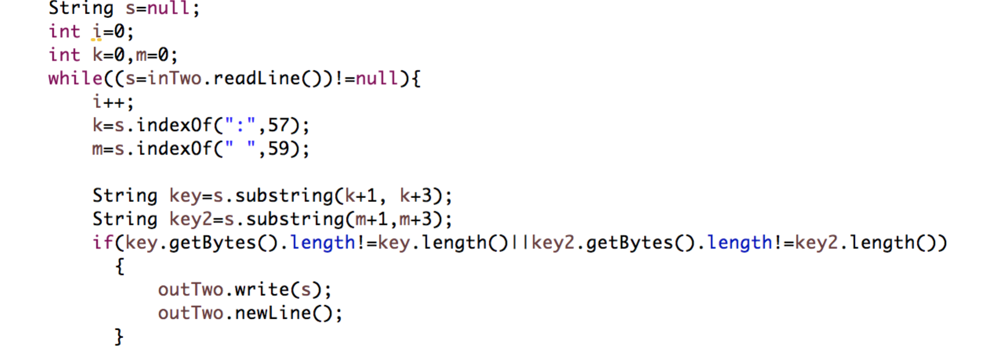 String s=null;
int i=0;
int k=0,m=0;
while((s=inTwo.readLine())!=null){
i++;
k=s.indexOf(":",57);
m=s.indexOf(" ",59);
String key=s.substring(k+1, k+3);
String key2=s.substring(m+1,m+3);
if(key.getBytes().length!=key.length()||key2.getBytes().length!=key2.length())
{
outTwo.write(s);
outTwo.newLine();
}